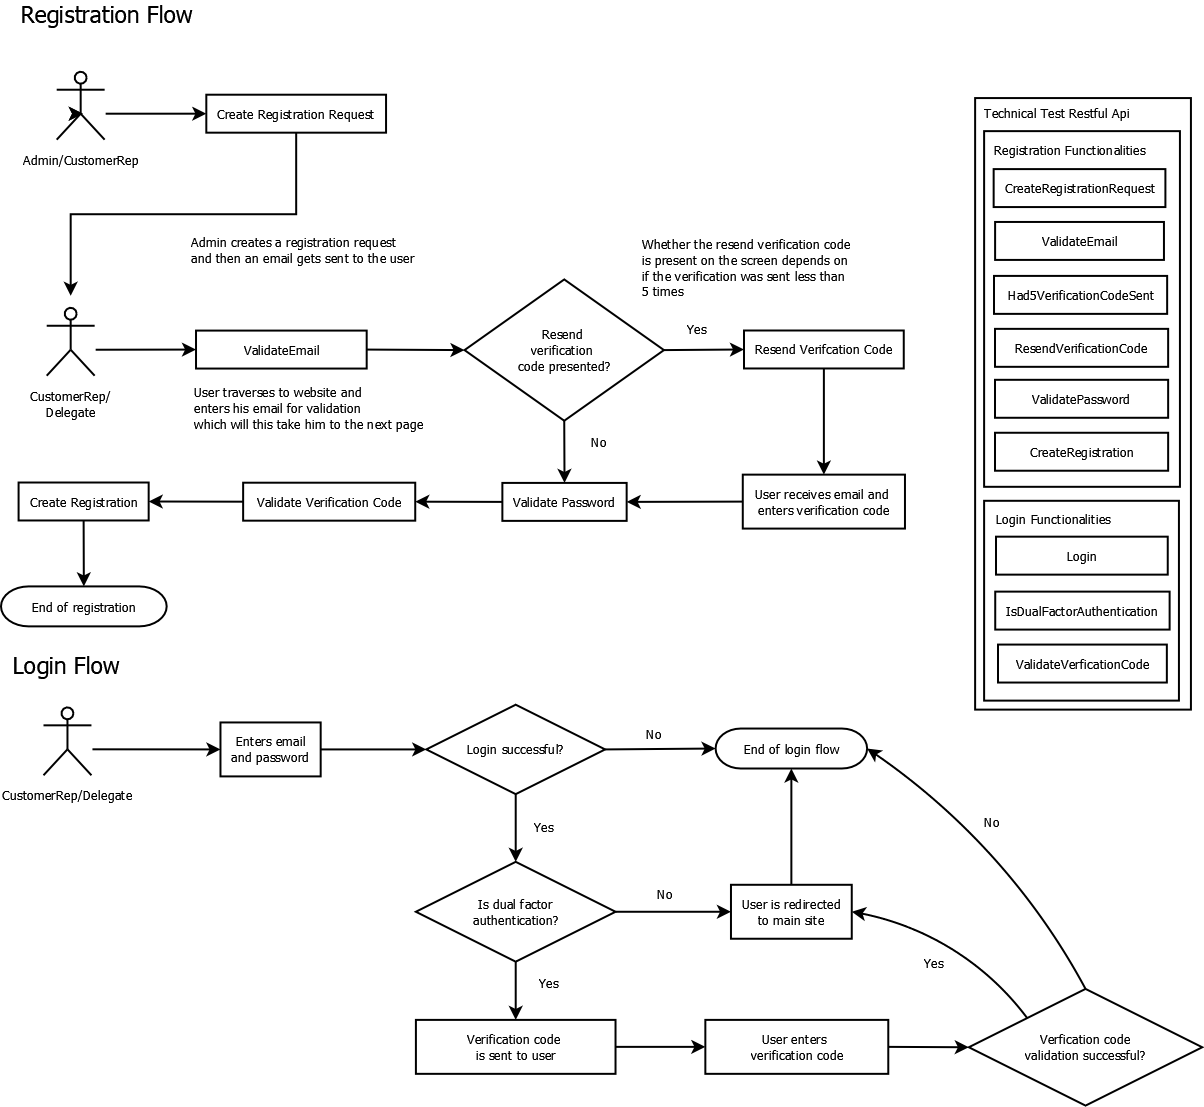 Registration Flow
Create Registration Request
Admin/CustomerRep
Admin creates a registration request
and then an email gets sent to the user
Whether the resend verification code
is present on the screen depends on
if the verification was sent less than
5 times
CustomerRep/
Delegate
ValidateEmail
User traverses to website and
enters his email for validation
which will this take him to the next page
Resend
verification
code presented?
Yes
Resend Verifcation Code
No
User receives email and
enters verification code
Validate Password
Validate Verification Code
Create Registration
End of registration
Technical Test Restful Api
Registration Functionalities
CreateRegistrationRequest
ValidateEmail
Had5VerificationCodeSent
ResendVerificationCode
ValidatePassword
CreateRegistration
Login Functionalities
Login
IsDualFactorAuthentication
ValidateVerficationCode
Login Flow
CustomerRep/Delegate
Enters email
and password
Login successful?
No
End of login flow
Yes
Is dual factor
authentication?
No
User is redirected
to main site
Yes
Verification code
is sent to user
User enters
verification code
Verfication code
validation successful?
Yes
No